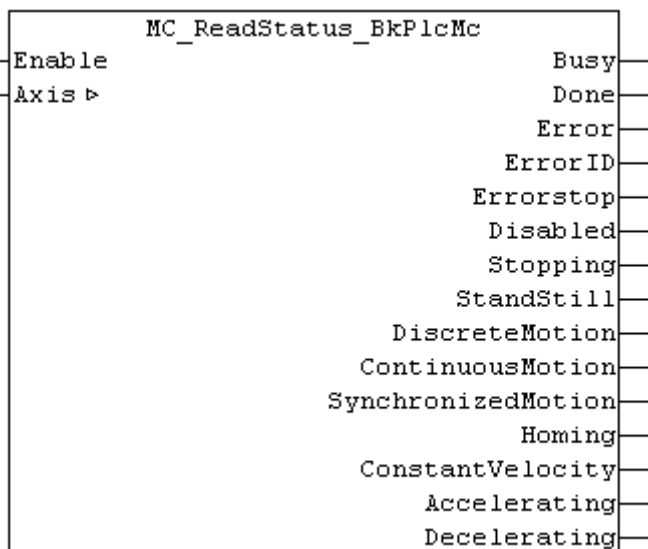 MC_ReadStatus_BkPlcMc
Enable Busy
Axis Done
Error
ErrorID
Errorstop
Disabled
Stopping
StandStill
DiscreteMotion
ContinuousMotion
SynchronizedMotion
Homing
ConstantVelocity
Accelerating
Decelerating